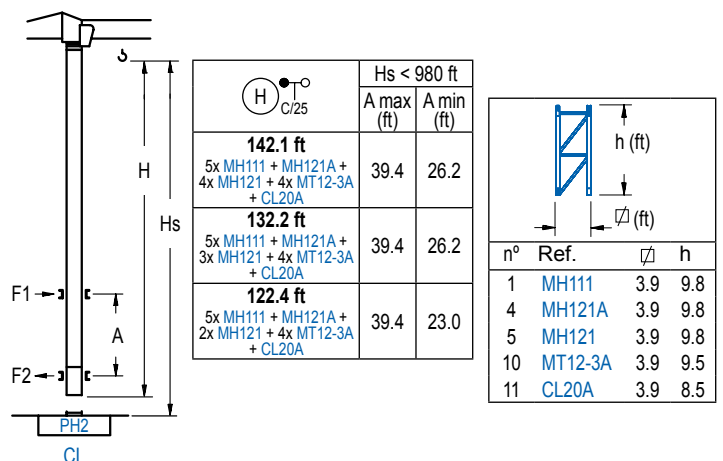 H
Hs
F1
A
F2
PH2
CI
H C/25
Hs < 980 ft
A max (ft)
A min (ft)
142.1 ft
5x MH111 + MH121A +
4x MH121 + 4x MT12-3A
+ CL20A
39.4 26.2
132.2 ft
5x MH111 + MH121A +
3x MH121 + 4x MT12-3A
+ CL20A
39.4 26.2
122.4 ft
5x MH111 + MH121A +
2x MH121 + 4x MT12-3A
+ CL20A
39.4 23.0
h (ft)
(ft)
nº Ref. h
1 MH111 3.9 9.8
4 MH121A 3.9 9.8
5 MH121 3.9 9.8
10 MT12-3A 3.9 9.5
11 CL20A 3.9 8.5